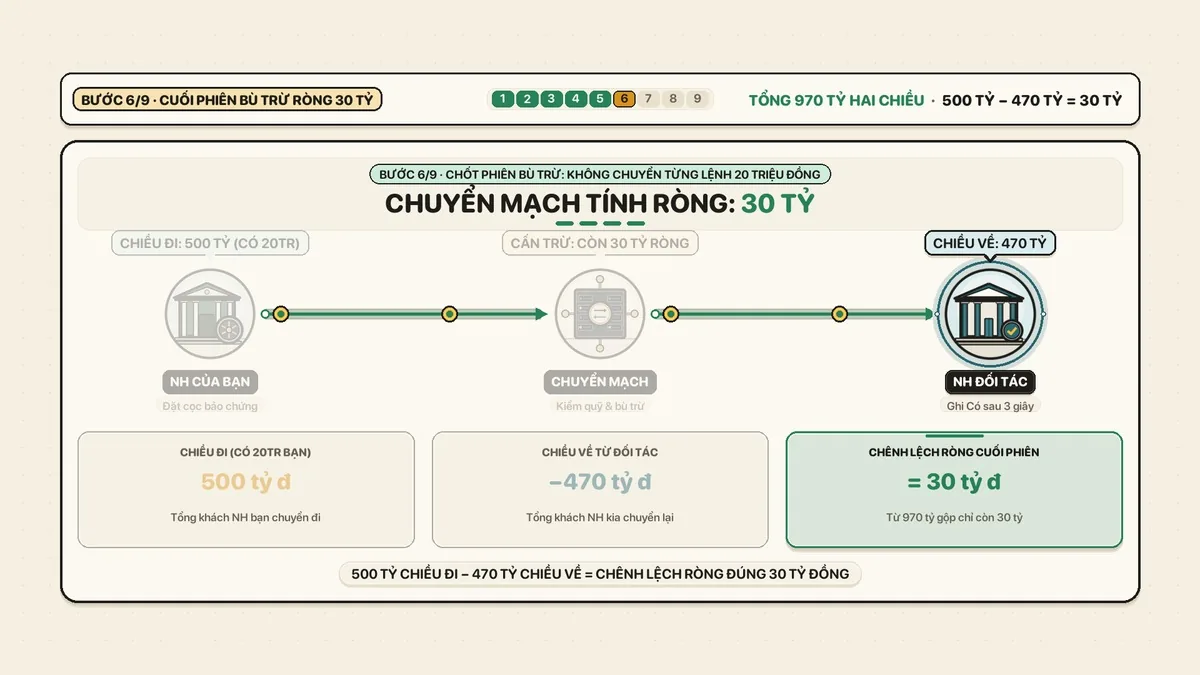 BƯỚC 6/9 · CUỐI PHIÊN BÙ TRỪ RÒNG 30 TỶ
1 2 3 4 5 6 7 8 9
TỔNG 970 TỶ HAI CHIỀU · 500 TỶ – 470 TỶ = 30 TỶ
BƯỚC 6/9 · CHỐT PHIÊN BÙ TRỪ: KHÔNG CHUYỂN TỪNG LỆNH 20 TRIỆU ĐỒNG
CHUYỂN MẠCH TÍNH RÒNG: 30 TỶ
CHIỀU ĐI: 500 TỶ (CÓ 20TR)
CẤN TRỪ: CÒN 30 TỶ RÒNG
CHIỀU VỀ: 470 TỶ
NH CỦA BẠN
CHUYỂN MẠCH
NH ĐỐI TÁC
Đặt cọc bảo chứng
Kiểm quỹ & bù trừ
Ghi Có sau 3 giây
CHIỀU ĐI (CÓ 20TR BẠN)
500 tỷ đ
Tổng khách NH bạn chuyển đi
CHIỀU VỀ TỪ ĐỐI TÁC
–470 tỷ đ
Tổng khách NH kia chuyển lại
CHÊNH LỆCH RÒNG CUỐI PHIÊN
= 30 tỷ đ
Từ 970 tỷ gộp chỉ còn 30 tỷ
500 TỶ CHIỀU ĐI – 470 TỶ CHIỀU VỀ = CHÊNH LỆCH RÒNG ĐÚNG 30 TỶ ĐỒNG